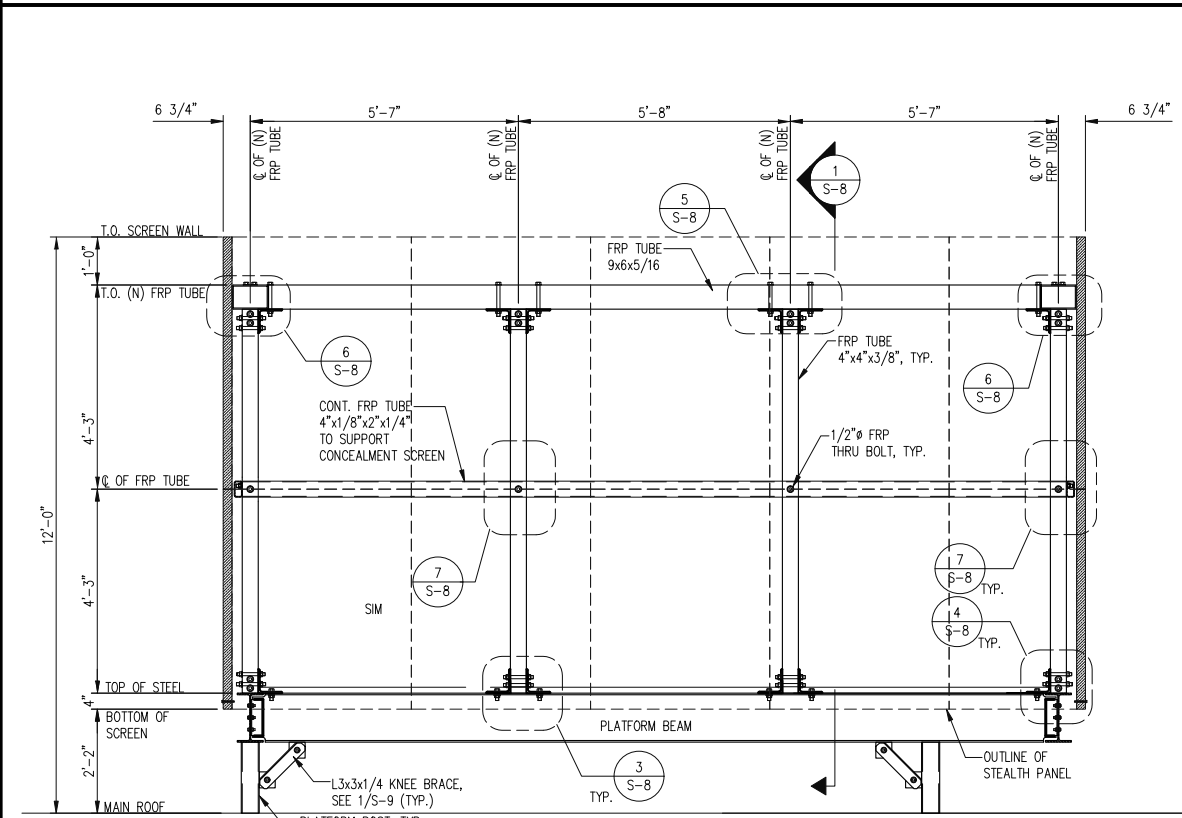 6 3/4"
5'-7"
5'-8"
5'-7"
6 3/4"
℄ OF (N)
FRP TUBE
℄ OF (N)
FRP TUBE
℄ OF (N)
FRP TUBE
℄ OF (N)
FRP TUBE
1
S-8
5
S-8
T.O. SCREEN WALL
1'-0"
FRP TUBE
9x6x5/16
T.O. (N) FRP TUBE
6
S-8
FRP TUBE
4"x4"x3/8", TYP.
6
S-8
4'-3"
CONT. FRP TUBE
4"x1/8"x2"x1/4"
TO SUPPORT
CONCEALMENT SCREEN
1/2"ø FRP
THRU BOLT, TYP.
℄ OF FRP TUBE
12'-0"
7
S-8
7
S-8
TYP.
4'-3"
SIM
4
S-8
TYP.
TOP OF STEEL
4"
BOTTOM OF
SCREEN
PLATFORM BEAM
OUTLINE OF
STEALTH PANEL
2'-2"
3
S-8
TYP.
L3x3x1/4 KNEE BRACE,
SEE 1/S-9 (TYP.)
MAIN ROOF